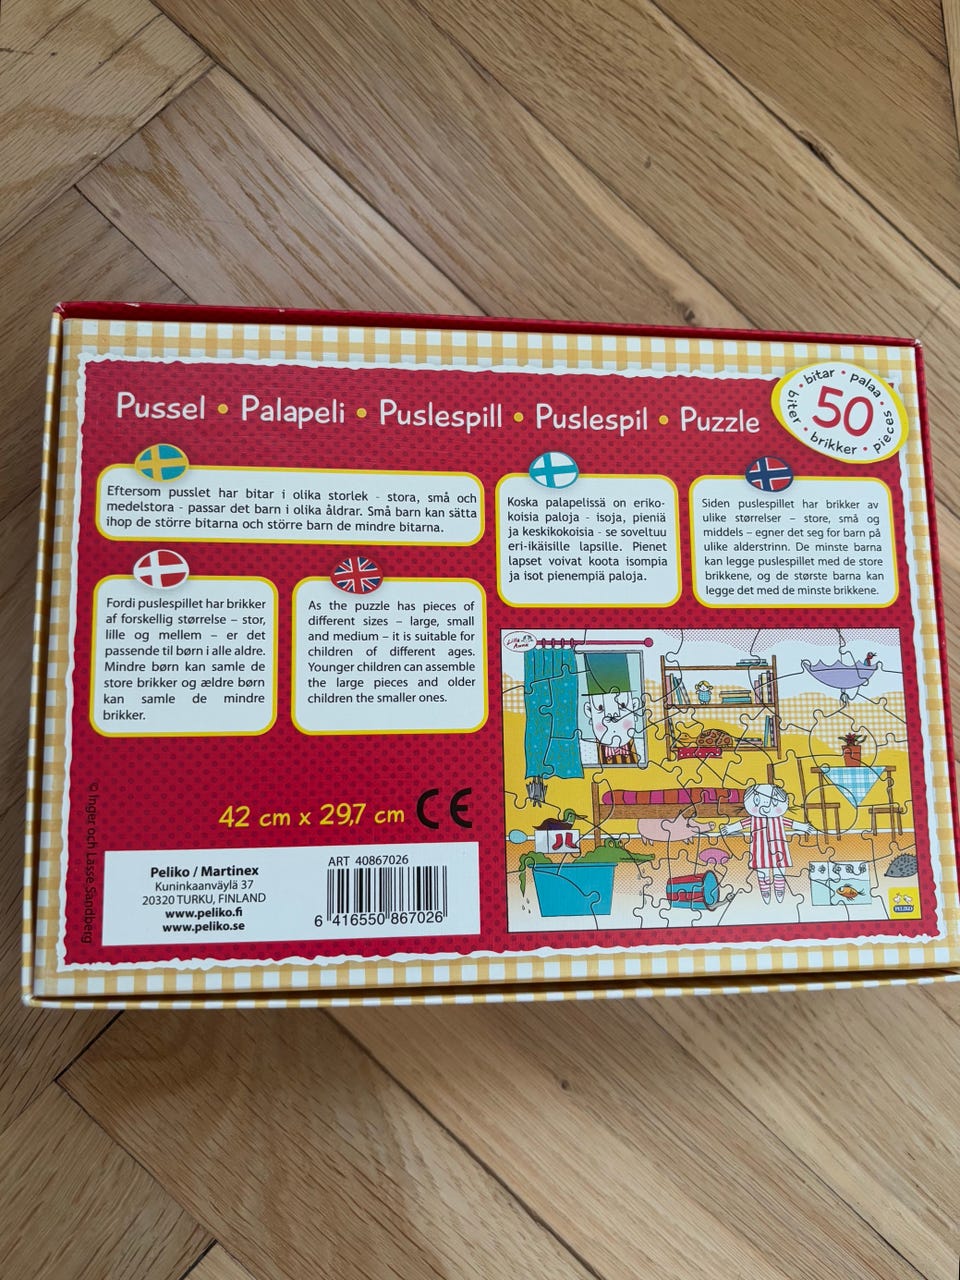 Pussel • Palapeli • Puslespill • Puslespil • Puzzle
bitar • palaa • pieces • brikker • biter
50
Eftersom pusslet har bitar i olika storlek - stora, små och
medelstora - passar det barn i olika åldrar. Små barn kan sätta
ihop de större bitarna och större barn de mindre bitarna.
Koska palapelissä on eriko-
koisia paloja - isoja, pieniä
ja keskikokoisia - se soveltuu
eri-ikäisille lapsille. Pienet
lapset voivat koota isompia
ja isot pienempiä paloja.
Siden puslespillet har brikker av
ulike størrelser – store, små og
middels – egner det seg for barn på
ulike alderstrinn. De minste barna
kan legge puslespillet med de store
brikkene, og de største barna kan
legge det med de minste brikkene.
Fordi puslespillet har brikker
af forskellig størrelse – stor,
lille og mellem – er det
passende til børn i alle aldre.
Mindre børn kan samle de
store brikker og ældre børn
kan samle de mindre
brikker.
As the puzzle has pieces of
different sizes – large, small
and medium – it is suitable for
children of different ages.
Younger children can assemble
the large pieces and older
children the smaller ones.
Lilla
Anna
42 cm x 29,7 cm CE
© Inger och Lasse Sandberg
Peliko / Martinex
Kuninkaanväylä 37
20320 TURKU, FINLAND
www.peliko.fi
www.peliko.se
ART 40867026
6 416550 867026
PELIKO